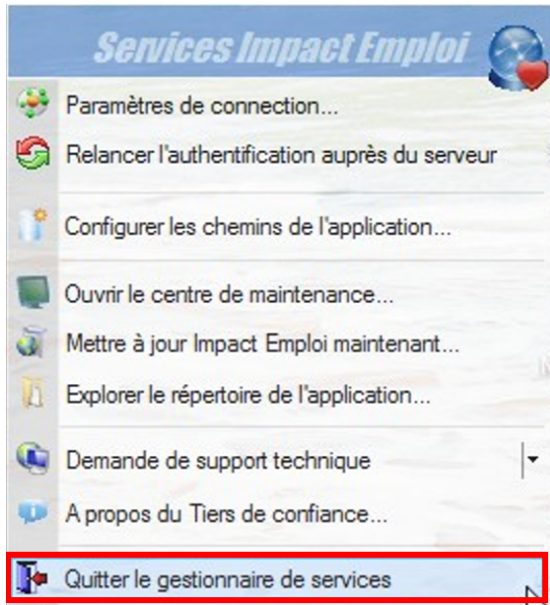 Services Impact Emploi
Paramètres de connection...
Relancer l'authentification auprès du serveur
Configurer les chemins de l'application...
Ouvrir le centre de maintenance...
Mettre à jour Impact Emploi maintenant...
Explorer le répertoire de l'application...
Demande de support technique
A propos du Tiers de confiance...
Quitter le gestionnaire de services